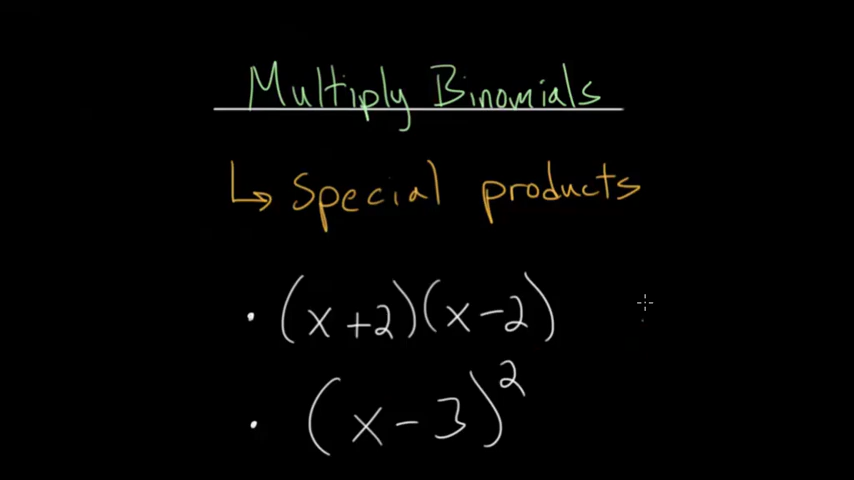 Multiply Binomials
↳ Special products
• (x+2)(x-2)
• (x-3)²